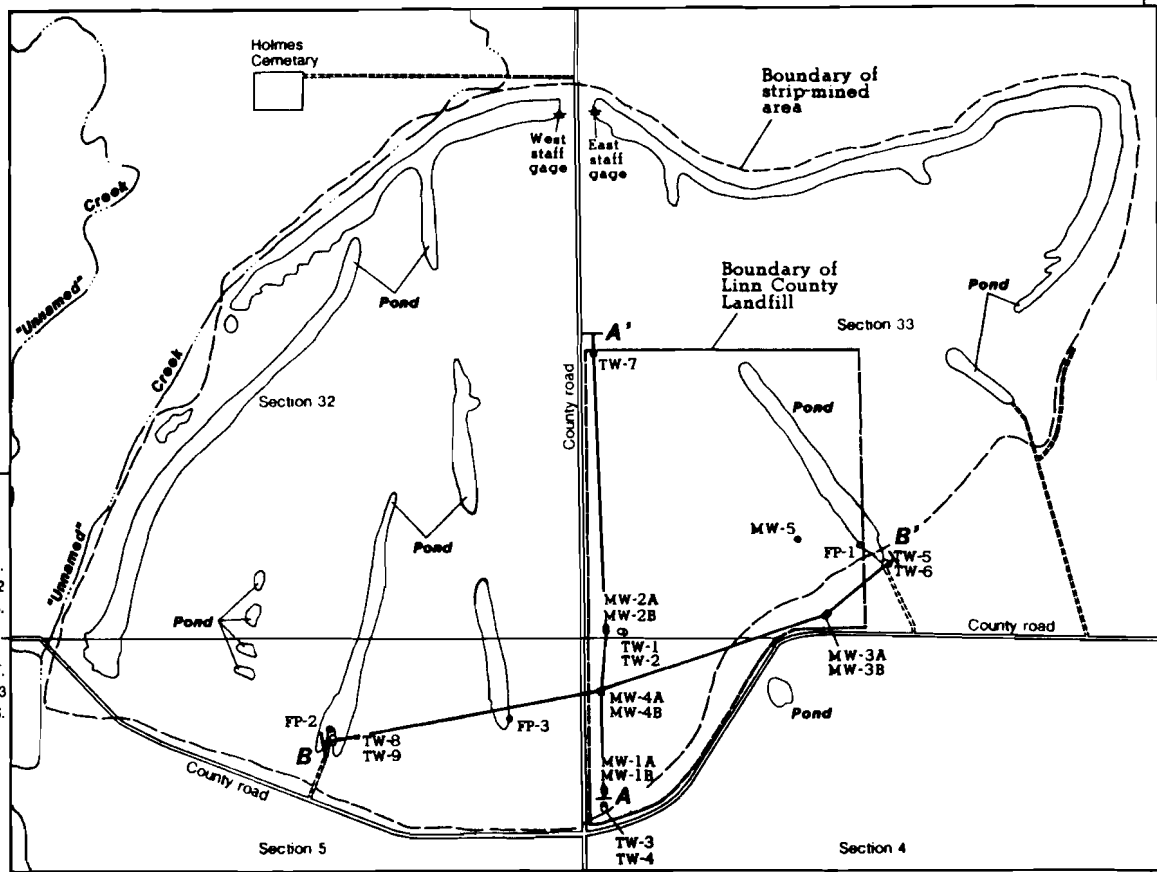 Holmes
Cemetary
Boundary of
strip-mined
area
West
staff
gage
East
staff
gage
Creek
"Unnamed"
Pond
Boundary of
Linn County
Landfill
Section 33
Pond
A'
TW-7
Creek
Section 32
County road
Pond
MW-5
FP-1
B'
TW-5
TW-6
Pond
"Unnamed"
MW-2A
MW-2B
TW-1
TW-2
Pond
County road
MW-3A
MW-3B
MW-4A
MW-4B
Pond
FP-2
FP-3
B
TW-8
TW-9
County road
MW-1A
MW-1B
A
TW-3
TW-4
Section 5
Section 4